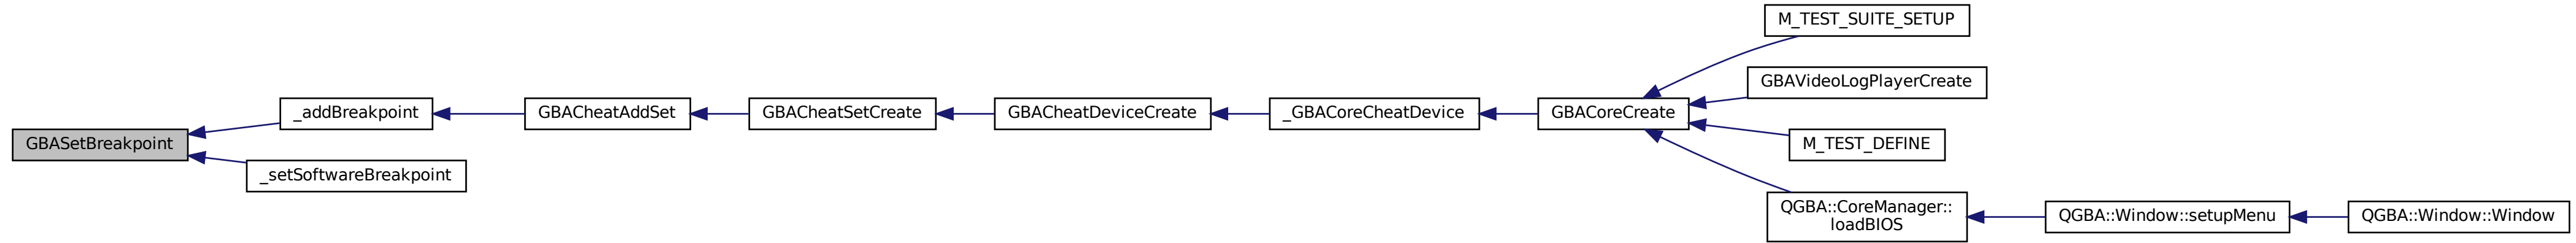 GBASetBreakpoint
_addBreakpoint
_setSoftwareBreakpoint
GBACheatAddSet
GBACheatSetCreate
GBACheatDeviceCreate
_GBACoreCheatDevice
GBACoreCreate
M_TEST_SUITE_SETUP
GBAVideoLogPlayerCreate
M_TEST_DEFINE
QGBA::CoreManager::
loadBIOS
QGBA::Window::setupMenu
QGBA::Window::Window